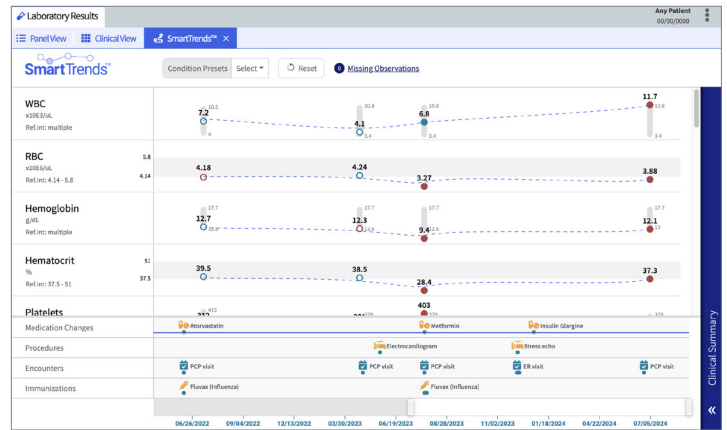 Laboratory Results
Any Patient
00/00/0000
Panel View
Clinical View
SmartTrends™ ×
SmartTrends™
Condition Presets
Select
Reset
0
Missing Observations
WBC
x10E3/uL
Ref.Int: multiple
7.2
10.5
4
4.1
10.8
3.4
6.8
10.8
3.4
11.7
10.8
3.4
RBC
x10E6/uL
Ref.Int: 4.14 - 5.8
5.8
4.14
4.18
4.24
3.27
3.88
Hemoglobin
g/dL
Ref.Int: multiple
12.7
17.7
12.6
12.3
17.7
12.6
9.4
17.7
12.6
12.1
17.7
13
Hematocrit
%
Ref.Int: 37.5 - 51
51
37.5
39.5
38.5
28.4
37.3
Platelets
415
403
Medication Changes
Atorvastatin
Metformin
Insulin Glargine
Procedures
Electrocardiogram
Stress echo
Encounters
PCP visit
PCP visit
PCP visit
ER visit
PCP visit
Immunizations
Fluvax (Influenza)
Fluvax (Influenza)
06/26/2022
09/04/2022
12/13/2022
03/30/2023
06/19/2023
08/28/2023
11/02/2023
01/18/2024
04/22/2024
07/05/2024
Clinical Summary